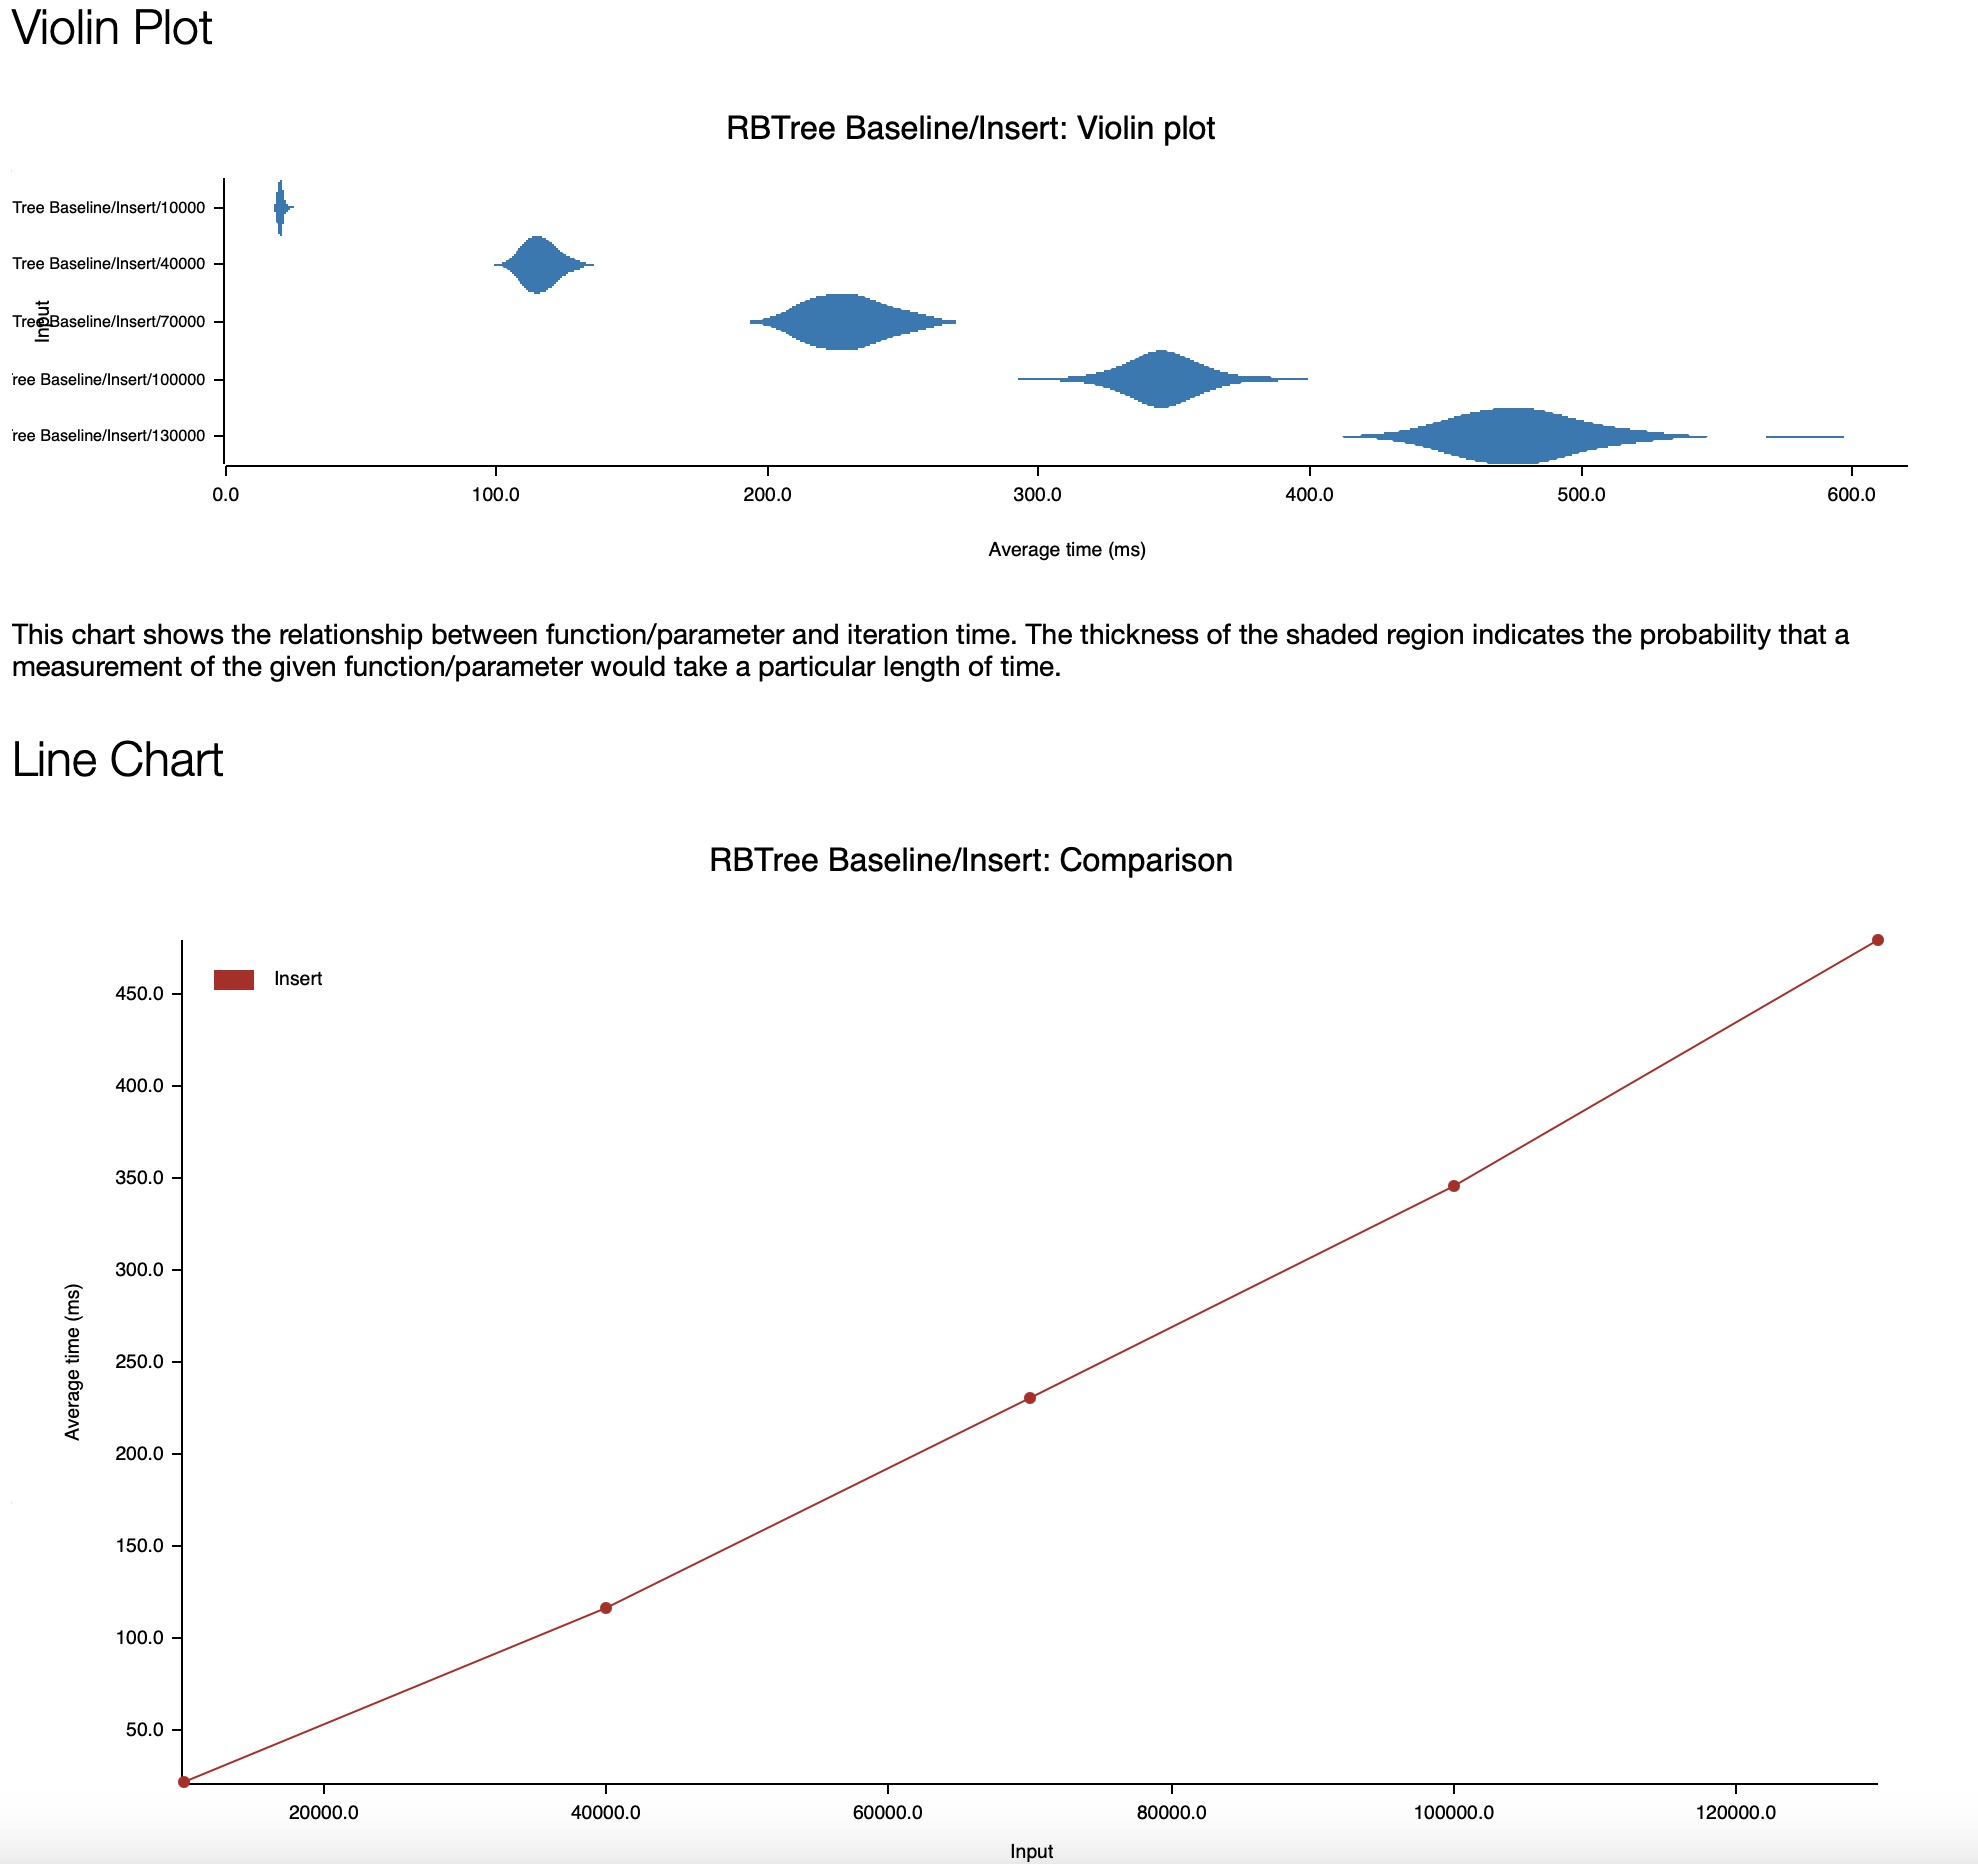 Violin Plot
RBTree Baseline/Insert: Violin plot
Tree Baseline/Insert/10000
Tree Baseline/Insert/40000
Tree Baseline/Insert/70000
ree Baseline/Insert/100000
ree Baseline/Insert/130000
Input
0.0 100.0 200.0 300.0 400.0 500.0 600.0
Average time (ms)
This chart shows the relationship between function/parameter and iteration time. The thickness of the shaded region indicates the probability that a
measurement of the given function/parameter would take a particular length of time.
Line Chart
RBTree Baseline/Insert: Comparison
Insert
450.0
400.0
350.0
300.0
250.0
200.0
150.0
100.0
50.0
Average time (ms)
20000.0 40000.0 60000.0 80000.0 100000.0 120000.0
Input